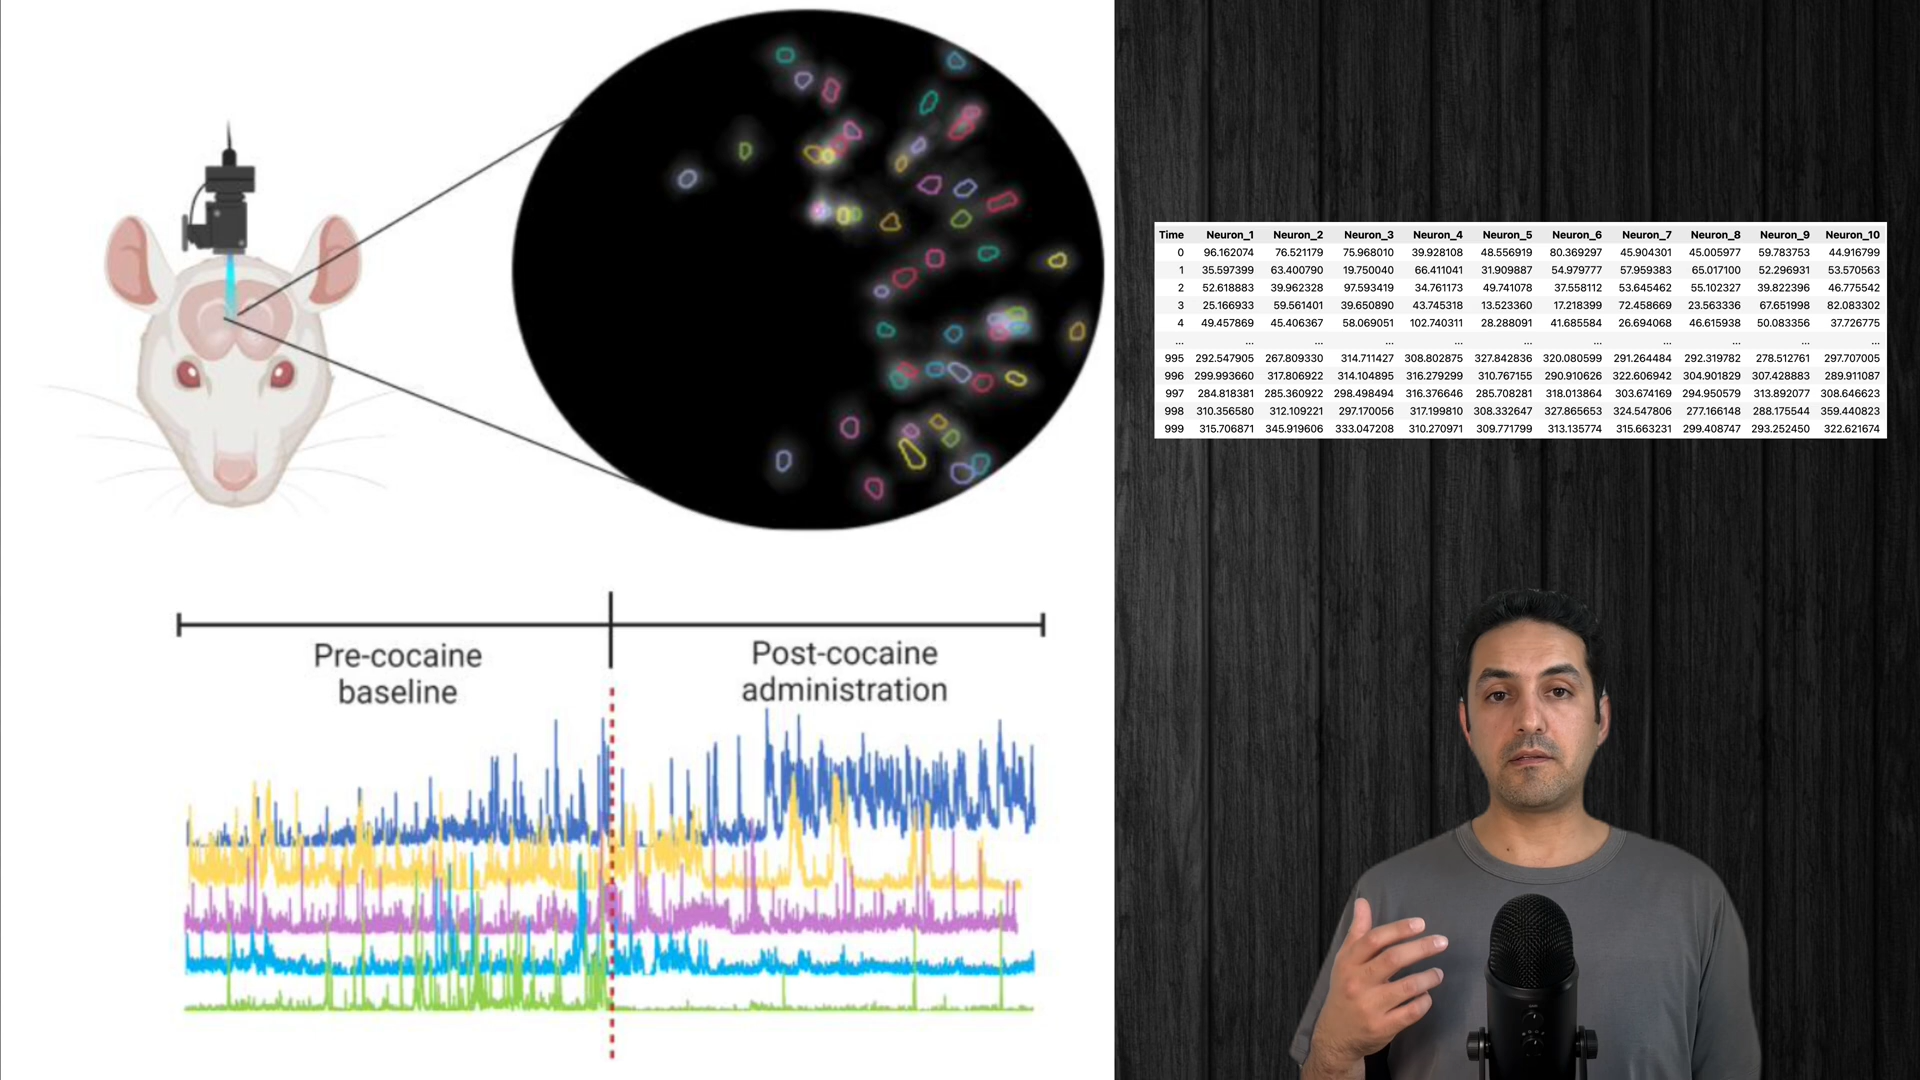 Pre-cocaine
baseline
Post-cocaine
administration
Time Neuron_1 Neuron_2 Neuron_3 Neuron_4 Neuron_5 Neuron_6 Neuron_7 Neuron_8 Neuron_9 Neuron_10
0 96.162074 76.521179 75.968010 39.928108 48.556919 80.369297 45.904301 45.005977 59.783753 44.916799
1 35.597399 63.400790 19.750040 66.411041 31.909887 54.979777 57.959383 65.017100 52.296931 53.570563
2 52.618883 39.962328 97.593419 34.761173 49.741078 37.558112 53.645462 55.102327 39.822396 46.775542
3 25.166933 59.561401 39.650890 43.745318 13.523360 17.218399 72.458669 23.563336 67.651998 82.083302
4 49.457869 45.406367 58.069051 102.740311 28.288091 41.685584 26.694068 46.615938 50.083356 37.726775
... ... ... ... ... ... ... ... ... ... ...
995 292.547905 267.809330 314.711427 308.802875 327.842836 320.080599 291.264484 292.319782 278.512761 297.707005
996 299.993660 317.806922 314.104895 316.279299 310.767155 290.910626 322.606942 304.901829 307.428883 289.911087
997 284.818381 285.360922 298.498494 316.376646 285.708281 318.013864 303.674169 294.950579 313.892077 308.646623
998 310.356580 312.109221 297.170056 317.199810 308.332647 327.865653 324.547806 277.166148 288.175544 359.440823
999 315.706871 345.919606 333.047208 310.270971 309.771799 313.135774 315.663231 299.408747 293.252450 322.621674